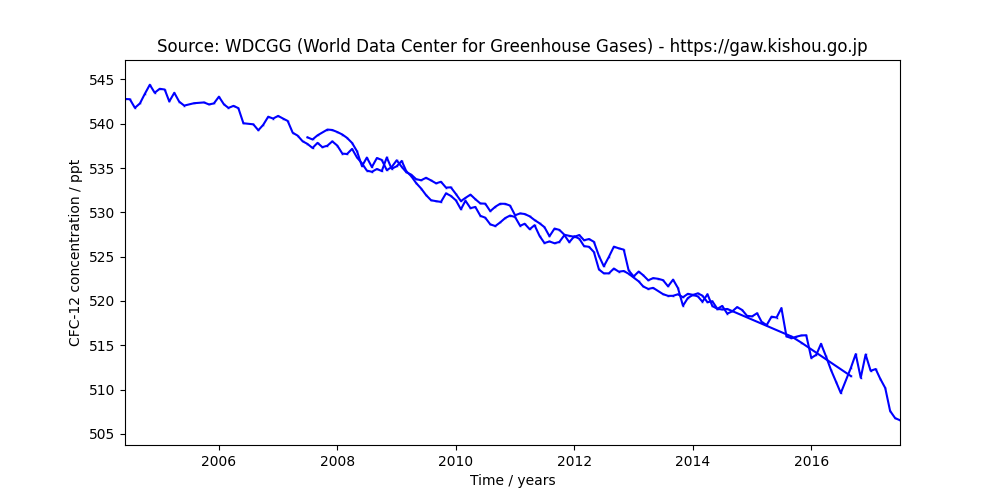 Source: WDCGG (World Data Center for Greenhouse Gases) - https://gaw.kishou.go.jp
545
540
535
530
525
520
515
510
505
CFC-12 concentration / ppt
2006 2008 2010 2012 2014 2016
Time / years